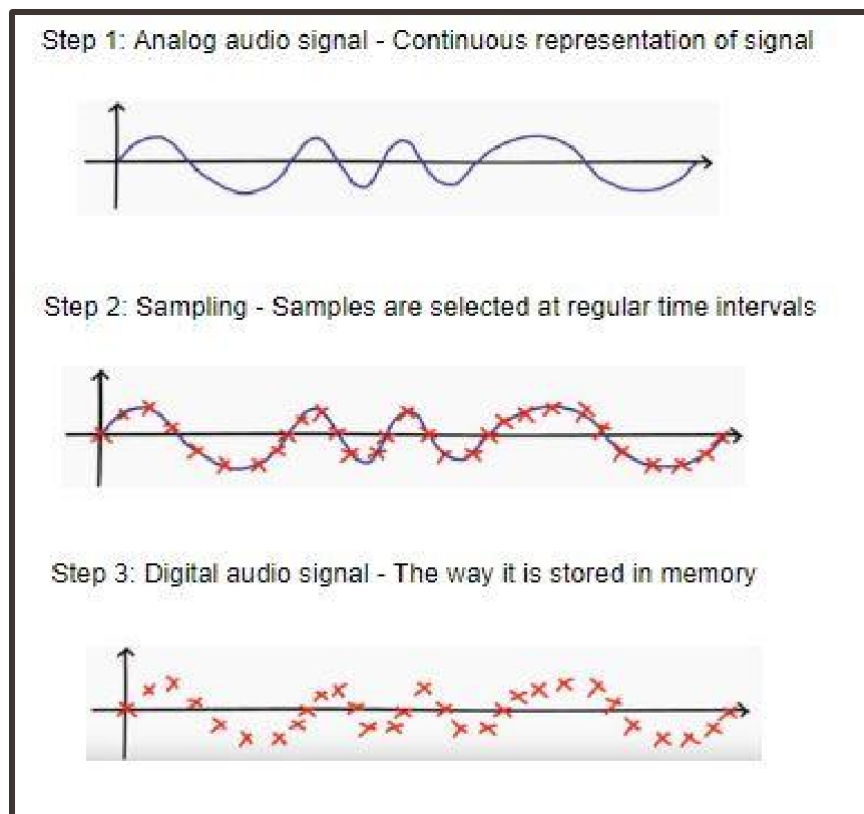 Step 1: Analog audio signal - Continuous representation of signal
Step 2: Sampling - Samples are selected at regular time intervals
Step 3: Digital audio signal - The way it is stored in memory